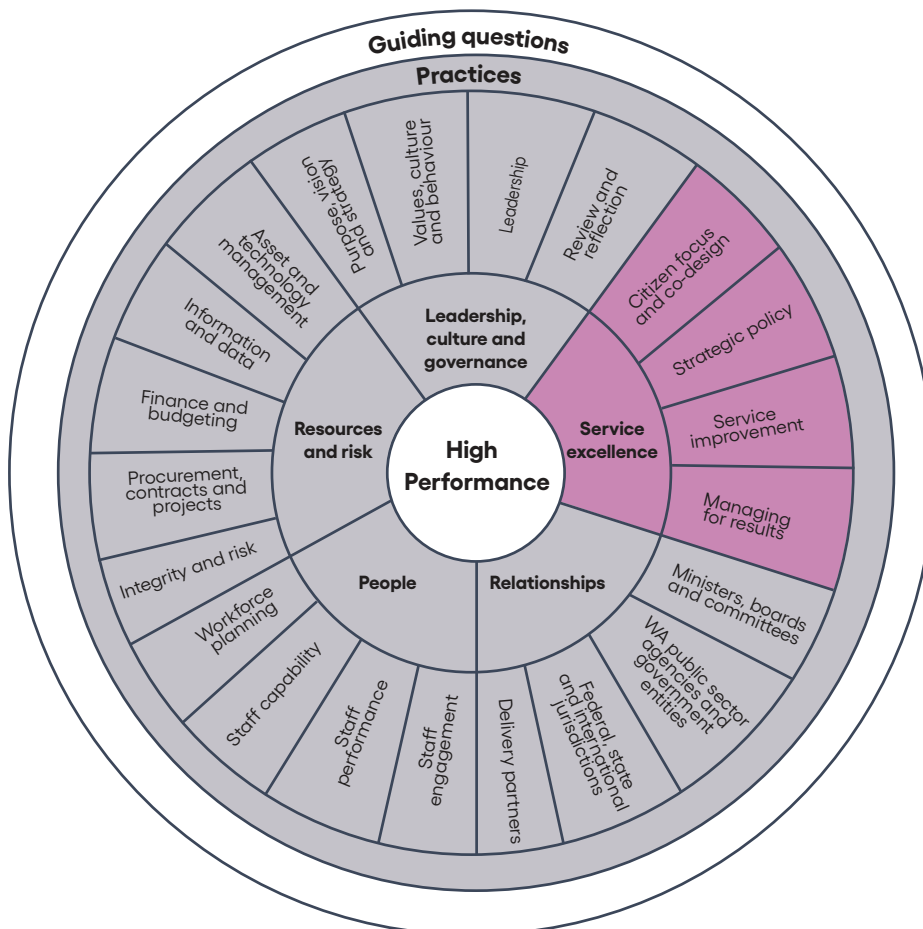 Guiding questions
Practices
Purpose, vision
and strategy
Values, culture
and behaviour
Leadership
Review and
reflection
Citizen focus
and co-design
Strategic policy
Service
improvement
Managing
for results
Ministers, boards
and committees
WA public sector
agencies and
government
entities
Federal, state
and international
jurisdictions
Delivery partners
Staff
engagement
Staff
performance
Staff capability
Workforce
planning
Integrity and risk
Procurement,
contracts and
projects
Finance and
budgeting
Information
and data
Asset and
technology
management
Leadership,
culture and
governance
Service
excellence
Relationships
People
Resources
and risk
High
Performance